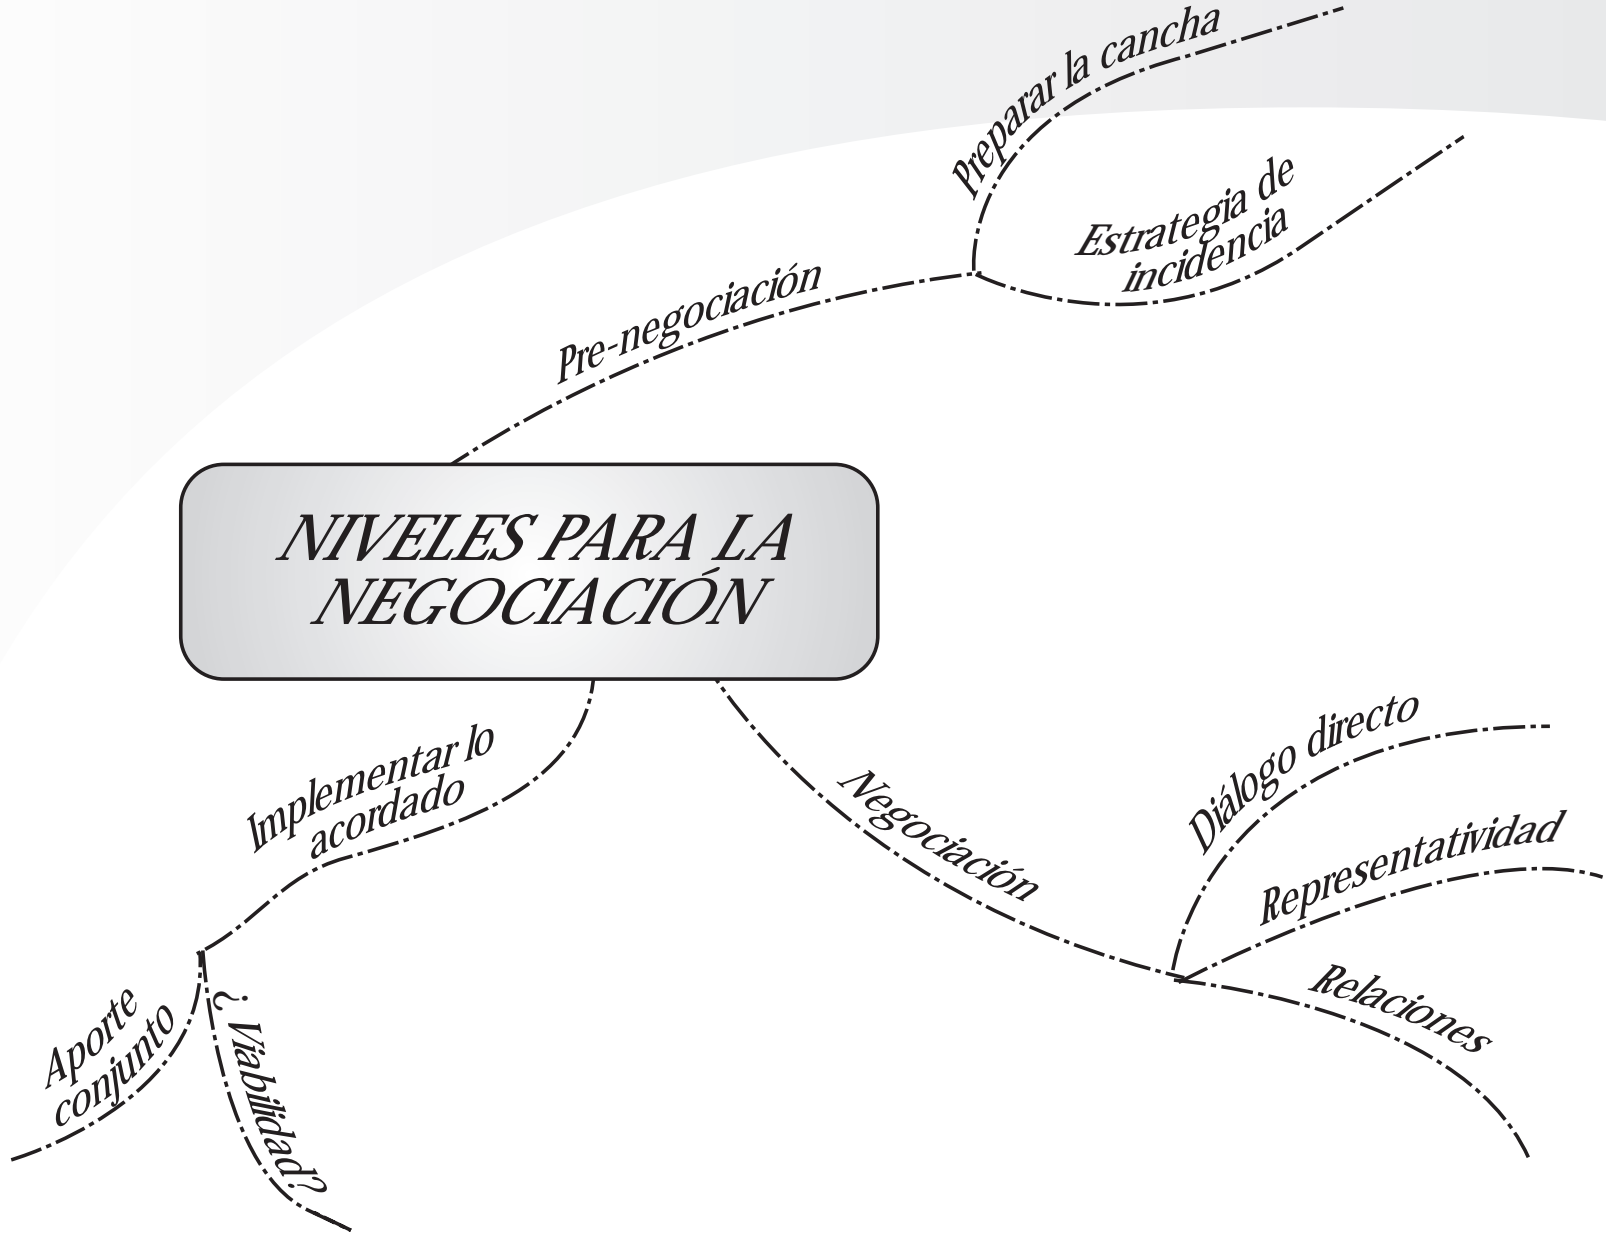 Preparar la cancha
Estrategia de
incidencia
Pre-negociación
NIVELES PARA LA
NEGOCIACIÓN
Implementar lo
acordado
Aporte
conjunto
¿Viabilidad?
Negociación
Diálogo directo
Representatividad
Relaciones